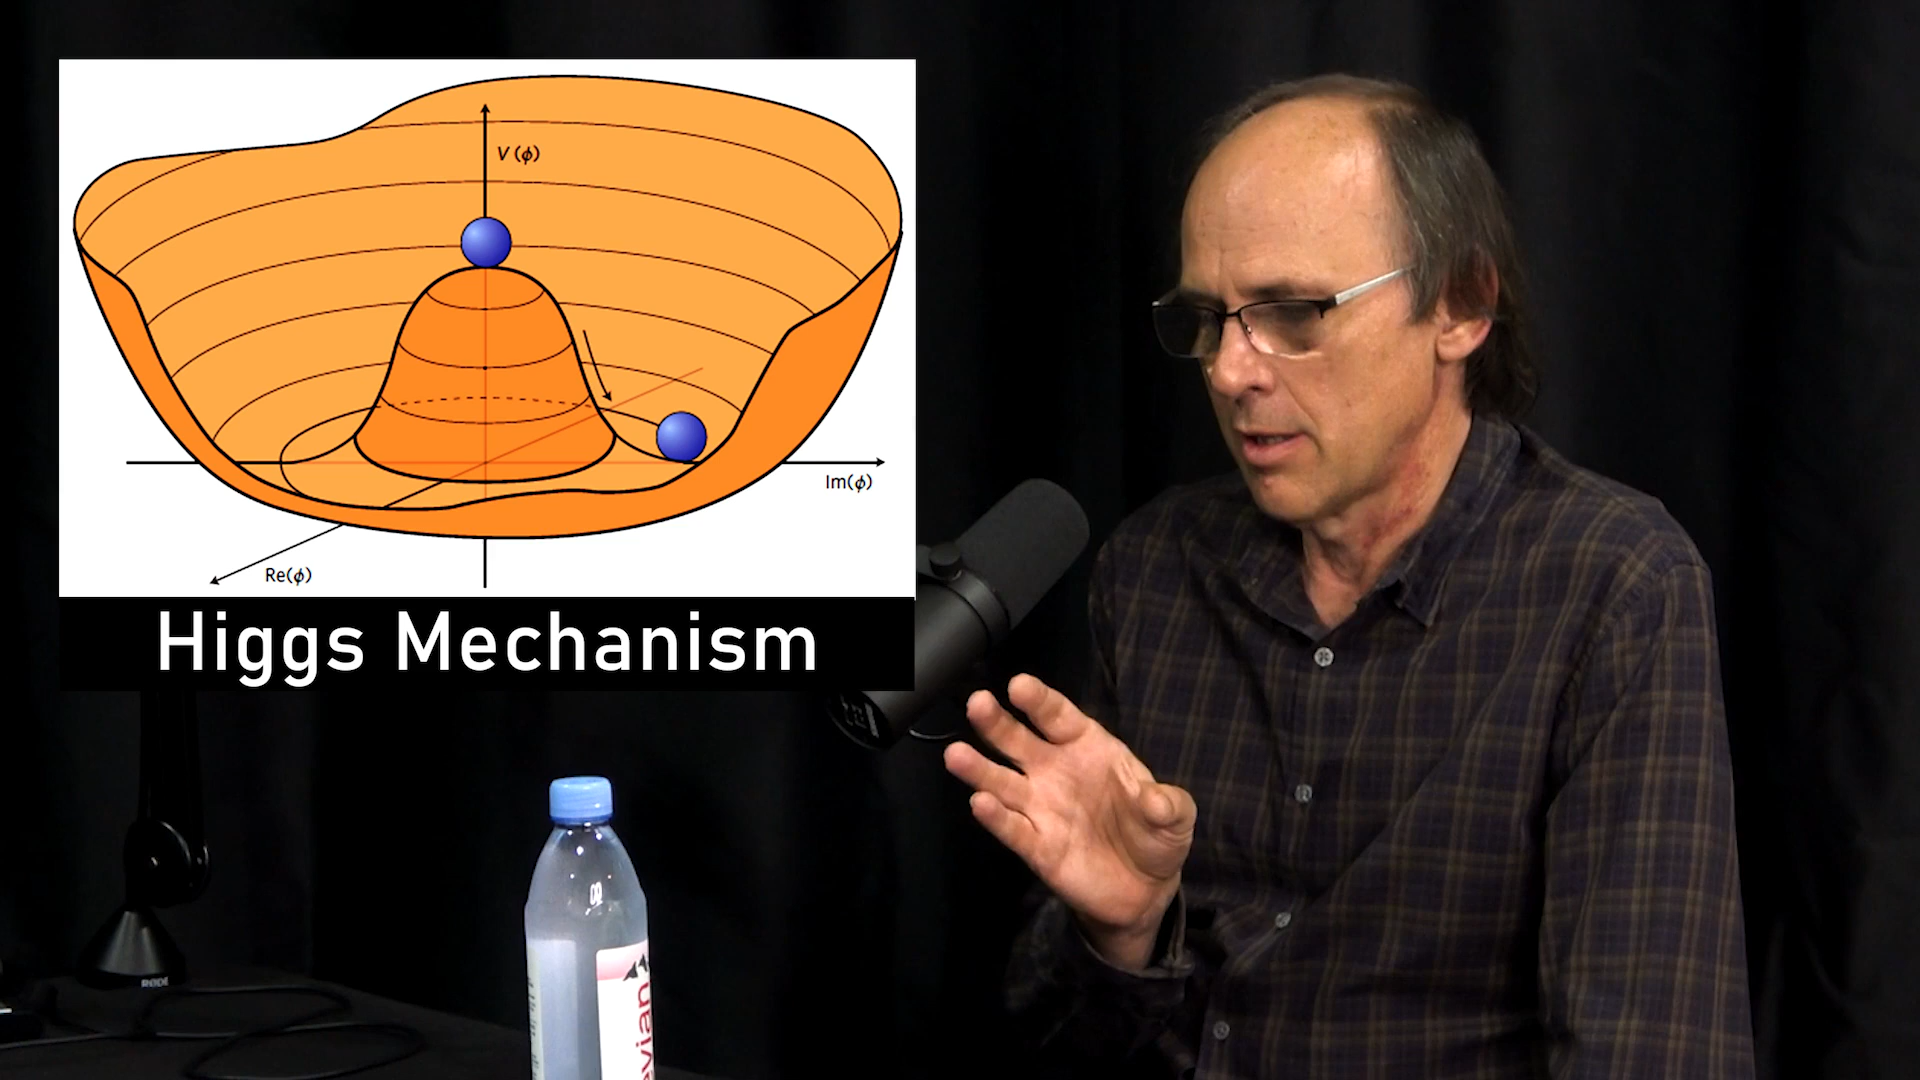 V (ϕ)
Im(ϕ)
Re(ϕ)
Higgs Mechanism
RØDE
evian